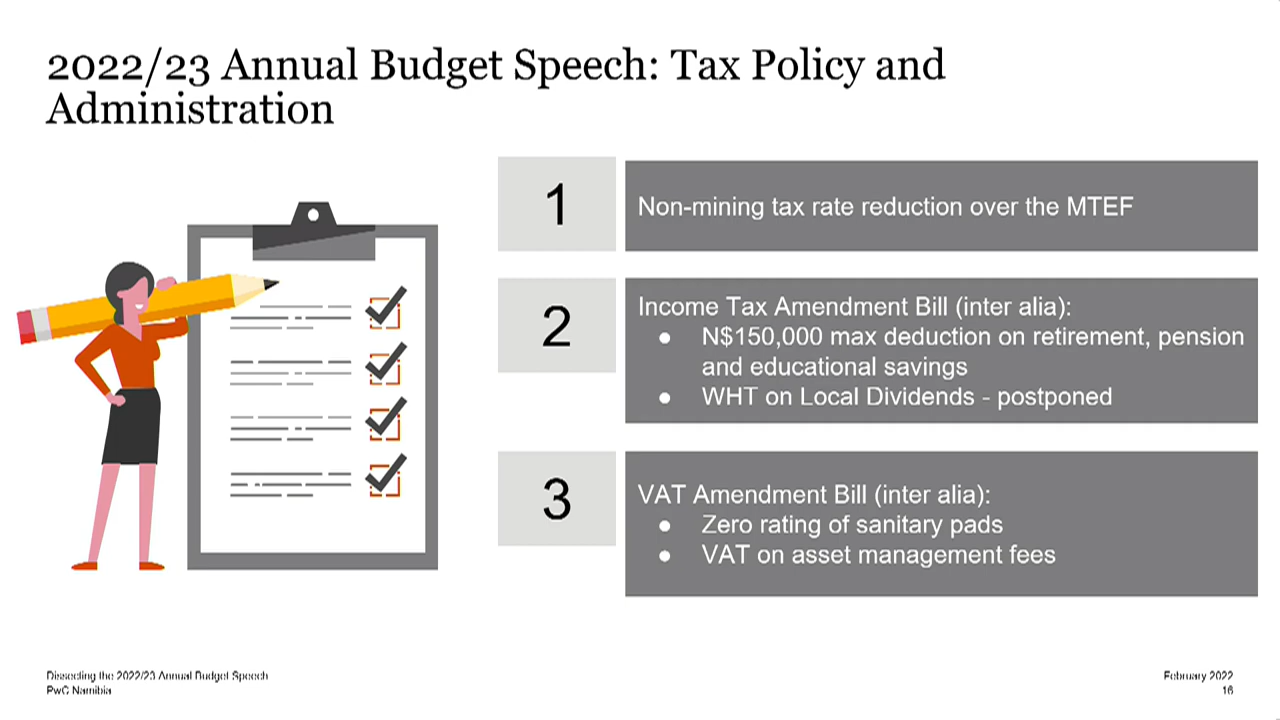 2022/23 Annual Budget Speech: Tax Policy and
Administration
1
Non-mining tax rate reduction over the MTEF
2
Income Tax Amendment Bill (inter alia):
● N$150,000 max deduction on retirement, pension
and educational savings
● WHT on Local Dividends - postponed
3
VAT Amendment Bill (inter alia):
● Zero rating of sanitary pads
● VAT on asset management fees
Dissecting the 2022/23 Annual Budget Speech
PwC Namibia
February 2022
16